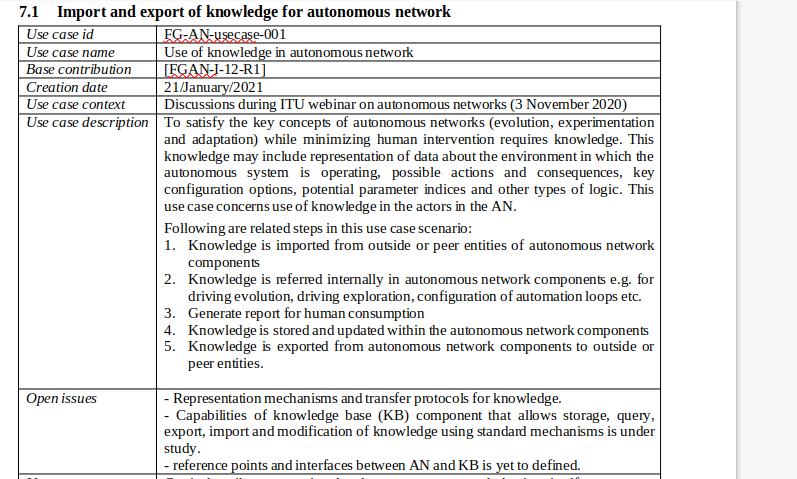 7.1 Import and export of knowledge for autonomous network
Use case id FG-AN-usecase-001
Use case name Use of knowledge in autonomous network
Base contribution [FGAN-I-12-R1]
Creation date 21/January/2021
Use case context Discussions during ITU webinar on autonomous networks (3 November 2020)
Use case description To satisfy the key concepts of autonomous networks (evolution, experimentation
and adaptation) while minimizing human intervention requires knowledge. This
knowledge may include representation of data about the environment in which the
autonomous system is operating, possible actions and consequences, key
configuration options, potential parameter indices and other types of logic. This
use case concerns use of knowledge in the actors in the AN.
Following are related steps in this use case scenario:
1. Knowledge is imported from outside or peer entities of autonomous network
components
2. Knowledge is referred internally in autonomous network components e.g. for
driving evolution, driving exploration, configuration of automation loops etc.
3. Generate report for human consumption
4. Knowledge is stored and updated within the autonomous network components
5. Knowledge is exported from autonomous network components to outside or
peer entities.
Open issues - Representation mechanisms and transfer protocols for knowledge.
- Capabilities of knowledge base (KB) component that allows storage, query,
export, import and modification of knowledge using standard mechanisms is under
study.
- reference points and interfaces between AN and KB is yet to defined.